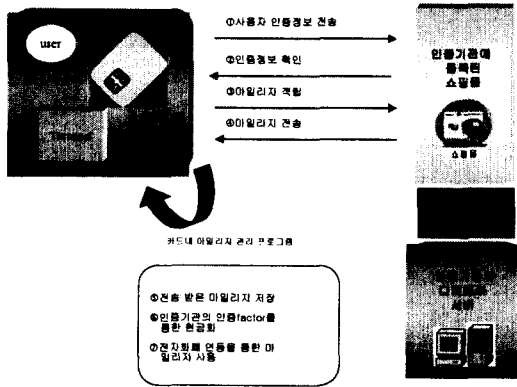 user
①사용자 인증정보 전송
②인증정보 확인
③마일리지 적립
④마일리지 전송
인증기관에
등록된
쇼핑몰
쇼핑몰
카드내 마일리지 관리 프로그램
⑤전송 받은 마일리지 저장
⑥인증기관의 인증factor를
통한 현금화
⑦전자화폐 연동을 통한 마
일리지 사용
서버